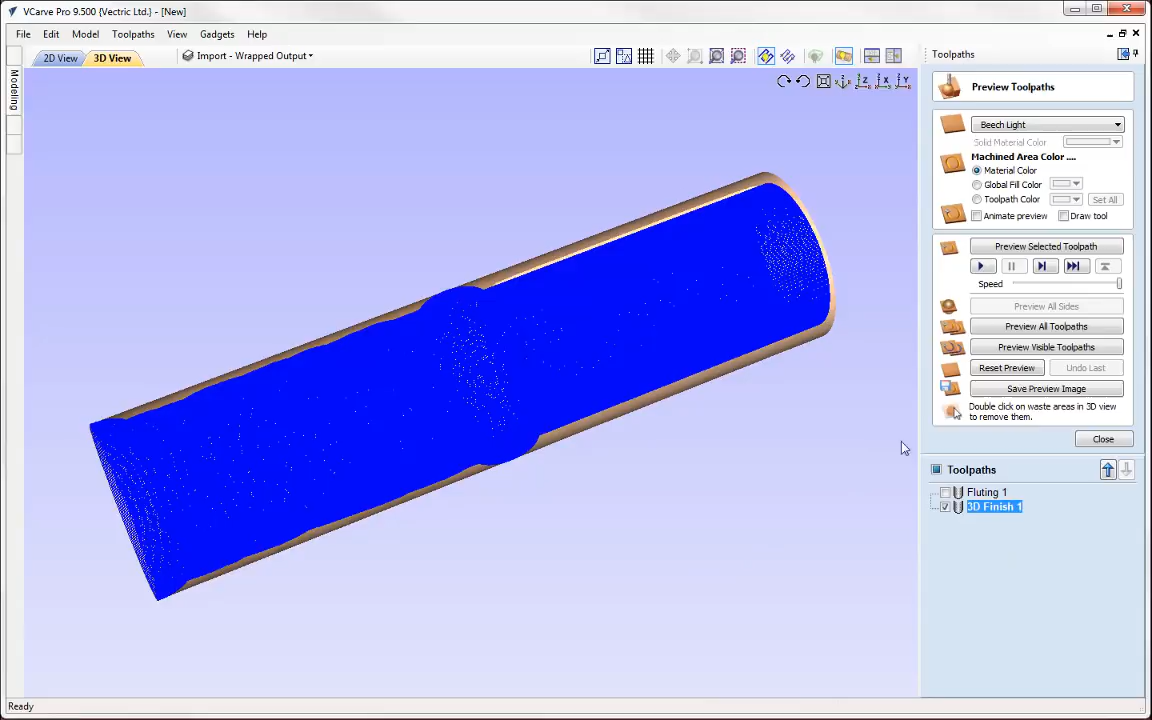 VCarve Pro 9.500 {Vectric Ltd.} - [New]
File Edit Model Toolpaths View Gadgets Help
2D View 3D View Import - Wrapped Output
Modeling
Toolpaths
Preview Toolpaths
Beech Light
Solid Material Color
Machined Area Color ....
Material Color
Global Fill Color
Toolpath Color Set All
Animate preview Draw tool
Preview Selected Toolpath
Speed
Preview All Sides
Preview All Toolpaths
Preview Visible Toolpaths
Reset Preview Undo Last
Save Preview Image
Double click on waste areas in 3D view
to remove them.
Close
Toolpaths
Fluting 1
3D Finish 1
Ready